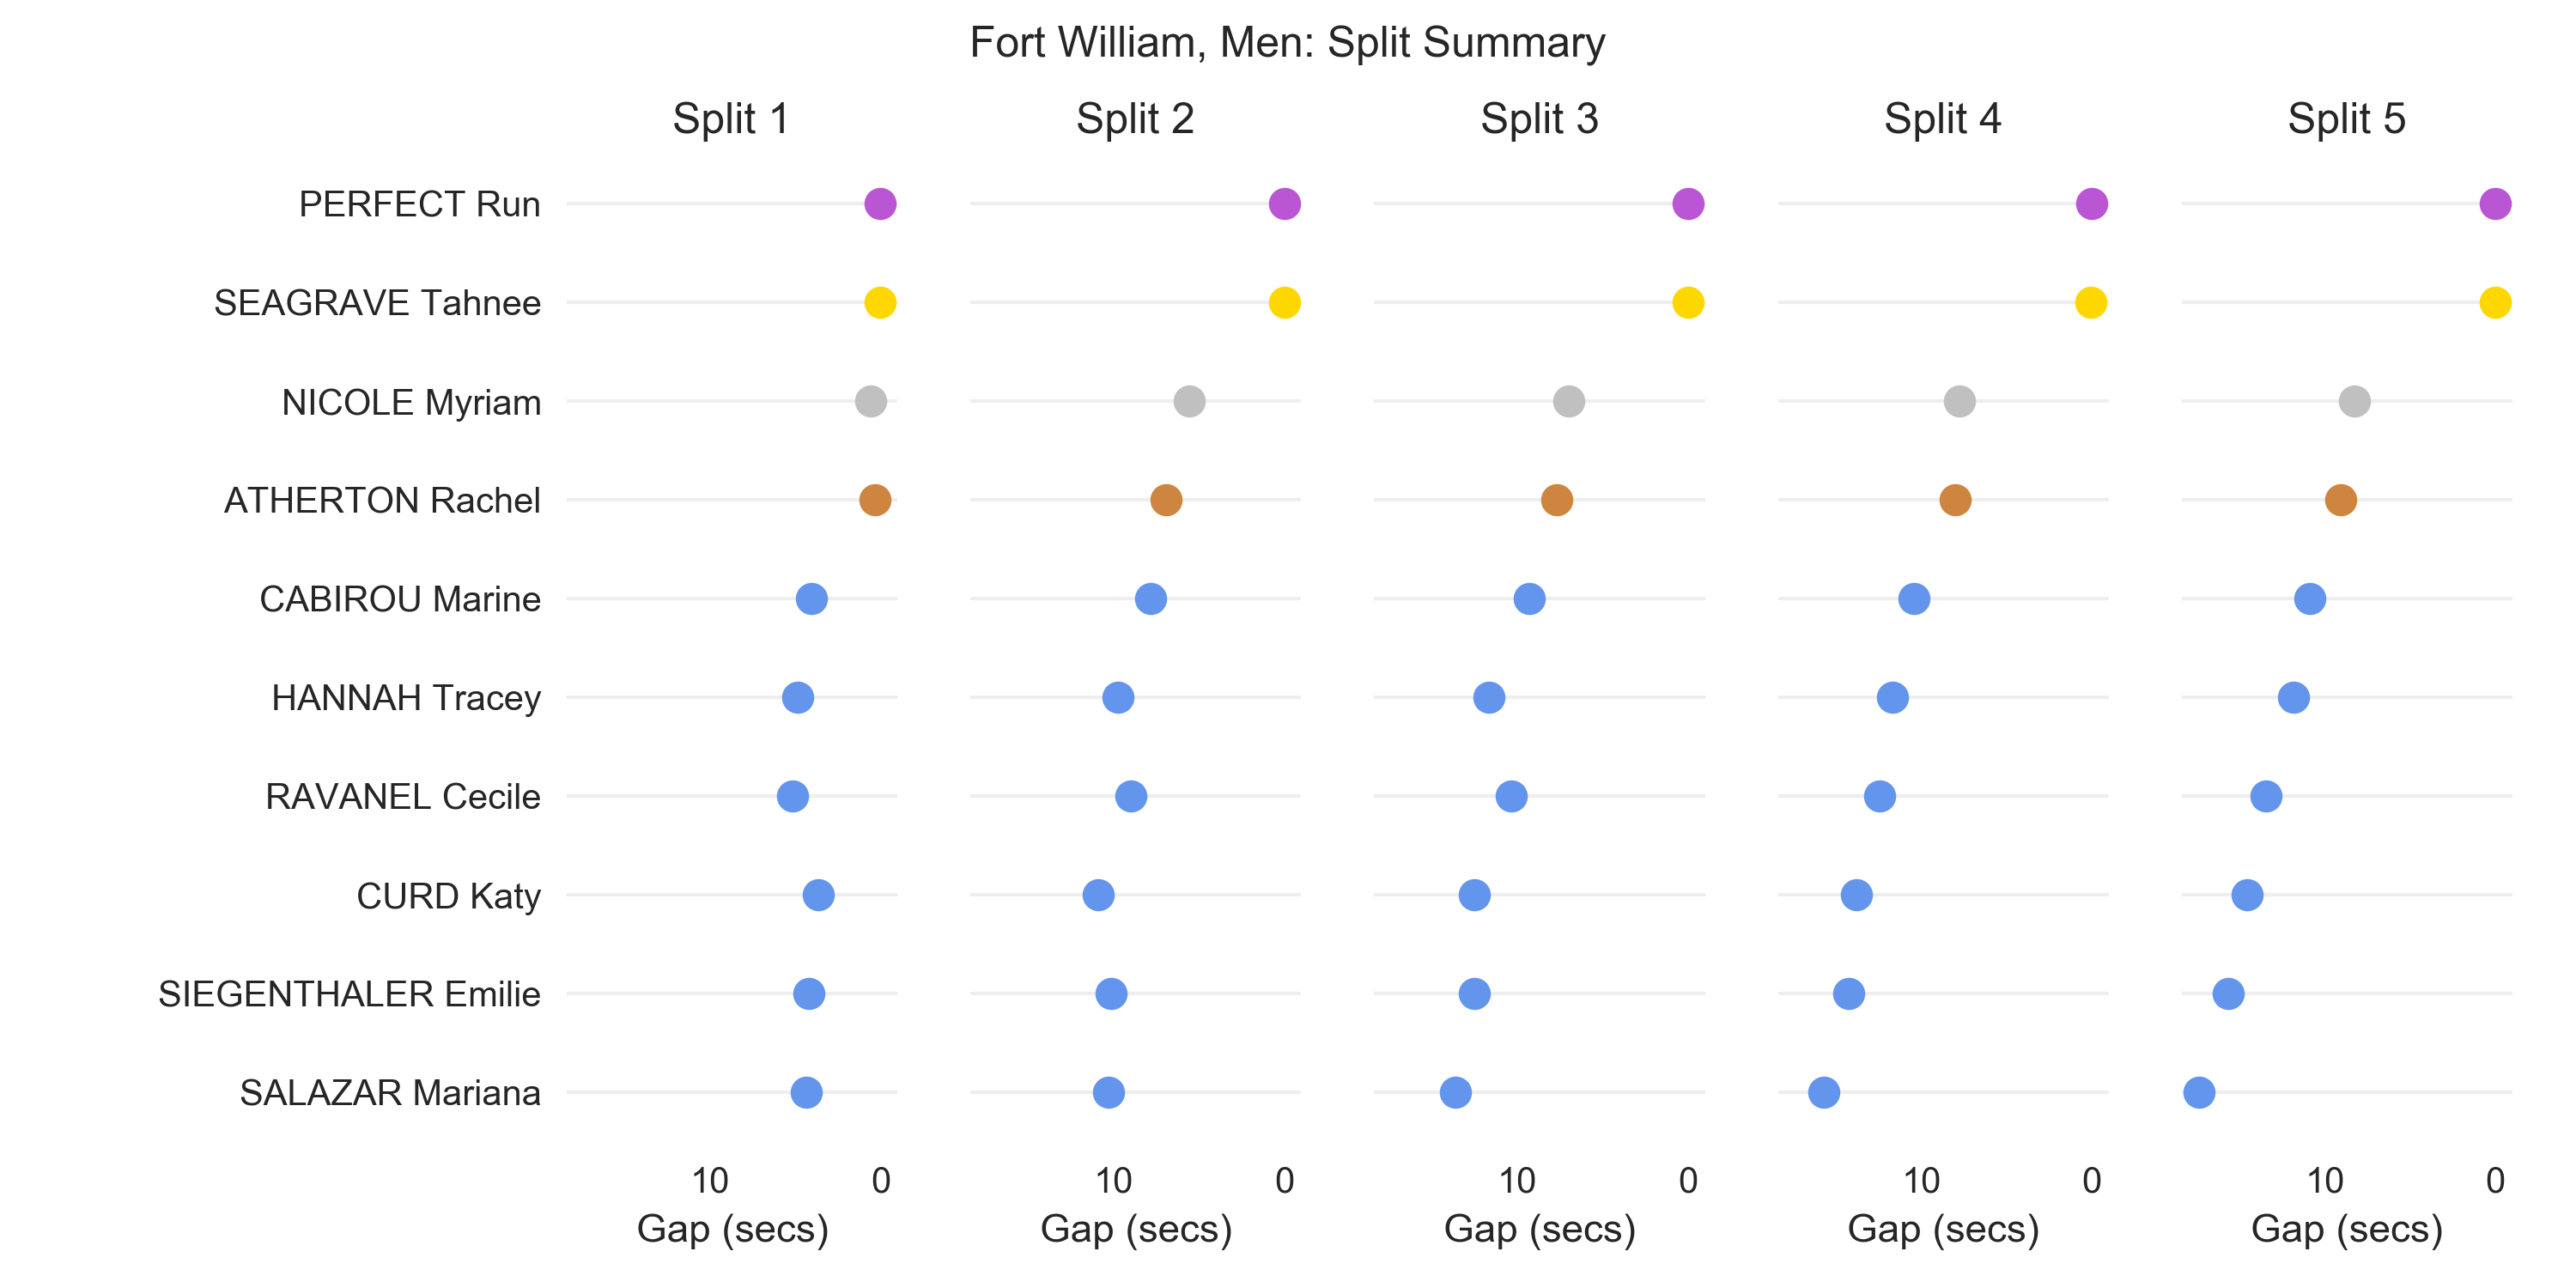 Fort William, Men: Split Summary
Split 1 Split 2 Split 3 Split 4 Split 5
PERFECT Run
SEAGRAVE Tahnee
NICOLE Myriam
ATHERTON Rachel
CABIROU Marine
HANNAH Tracey
RAVANEL Cecile
CURD Katy
SIEGENTHALER Emilie
SALAZAR Mariana
10 0 10 0 10 0 10 0 10 0
Gap (secs) Gap (secs) Gap (secs) Gap (secs) Gap (secs)